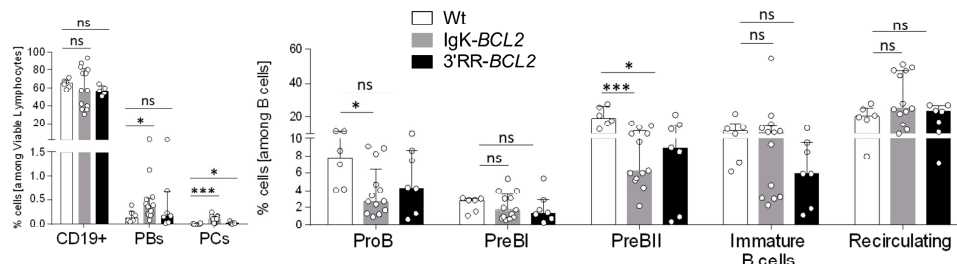 Wt
IgK-BCL2
3'RR-BCL2
% cells [among Viable Lymphocytes]
100
80
60
40
20
1.5
1.0
0.5
0.0
ns
ns
ns
*
*
***
CD19+ PBs PCs
% cells [among B cells]
60
40
20
10
8
6
4
2
0
ns
*
ns
ns
*
***
ns
ns
ns
ns
ProB PreBI PreBII Immature B cells Recirculating